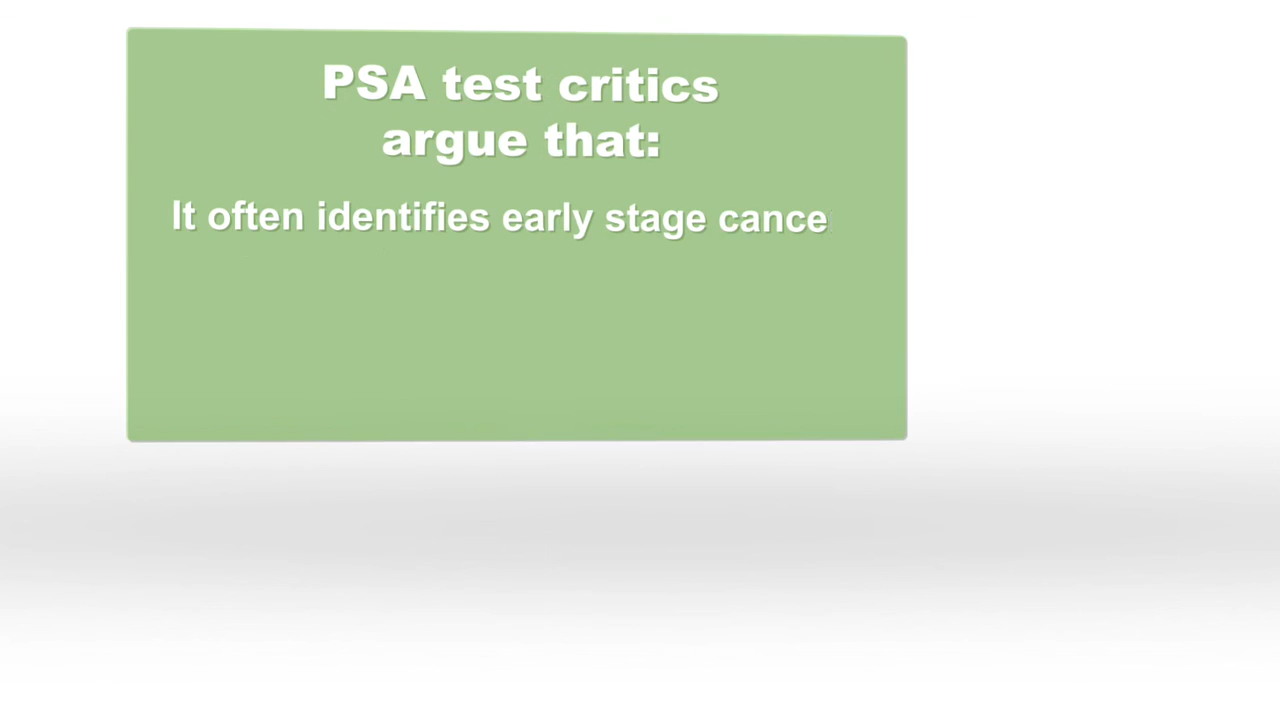 PSA test critics
argue that:
It often identifies early stage cance